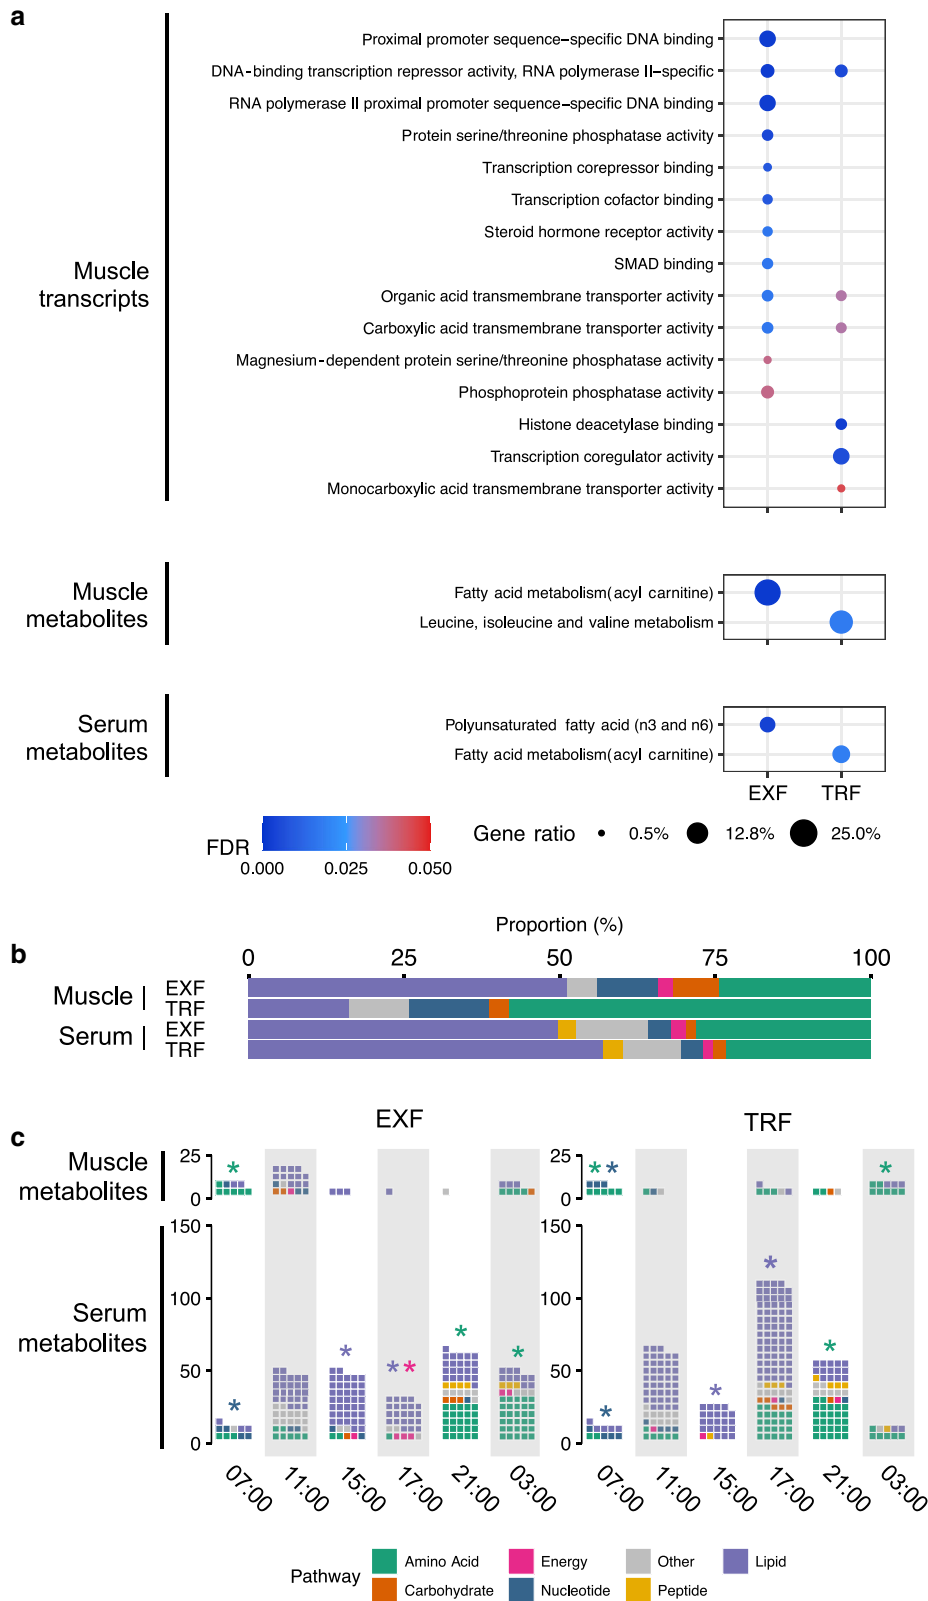 a
Muscle
transcripts
Proximal promoter sequence−specific DNA binding
DNA-binding transcription repressor activity, RNA polymerase II−specific
RNA polymerase II proximal promoter sequence−specific DNA binding
Protein serine/threonine phosphatase activity
Transcription corepressor binding
Transcription cofactor binding
Steroid hormone receptor activity
SMAD binding
Organic acid transmembrane transporter activity
Carboxylic acid transmembrane transporter activity
Magnesium-dependent protein serine/threonine phosphatase activity
Phosphoprotein phosphatase activity
Histone deacetylase binding
Transcription coregulator activity
Monocarboxylic acid transmembrane transporter activity
Muscle
metabolites
Fatty acid metabolism(acyl carnitine)
Leucine, isoleucine and valine metabolism
Serum
metabolites
Polyunsaturated fatty acid (n3 and n6)
Fatty acid metabolism(acyl carnitine)
EXF TRF
FDR
0.000 0.025 0.050
Gene ratio 0.5% 12.8% 25.0%
b
Proportion (%)
0 25 50 75 100
Muscle
EXF
TRF
Serum
EXF
TRF
c
EXF TRF
Muscle
metabolites
25
0
* * * *
25
0
Serum
metabolites
150
100
50
0
* * * * * *
150
100
50
0
* * * *
07:00 11:00 15:00 17:00 21:00 03:00
07:00 11:00 15:00 17:00 21:00 03:00
Pathway
Amino Acid Energy Other Lipid
Carbohydrate Nucleotide Peptide